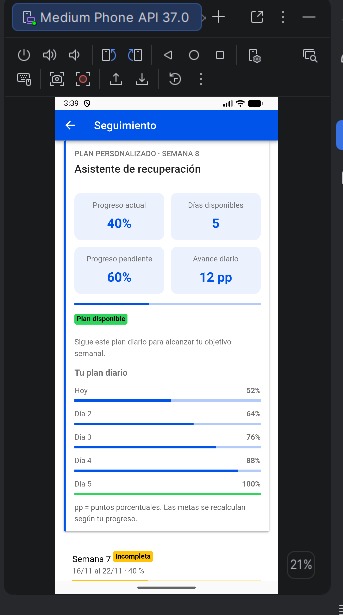 Medium Phone API 37.0
3:39
Seguimiento
PLAN PERSONALIZADO · SEMANA 8
Asistente de recuperación
Progreso actual
40%
Días disponibles
5
Progreso pendiente
60%
Avance diario
12 pp
Plan disponible
Sigue este plan diario para alcanzar tu objetivo
semanal.
Tu plan diario
Hoy 52%
Día 2 64%
Día 3 76%
Día 4 88%
Día 5 100%
pp = puntos porcentuales. Las metas se recalculan
según tu progreso.
Semana 7 Incompleta
16/11 al 22/11 · 40 %
21%